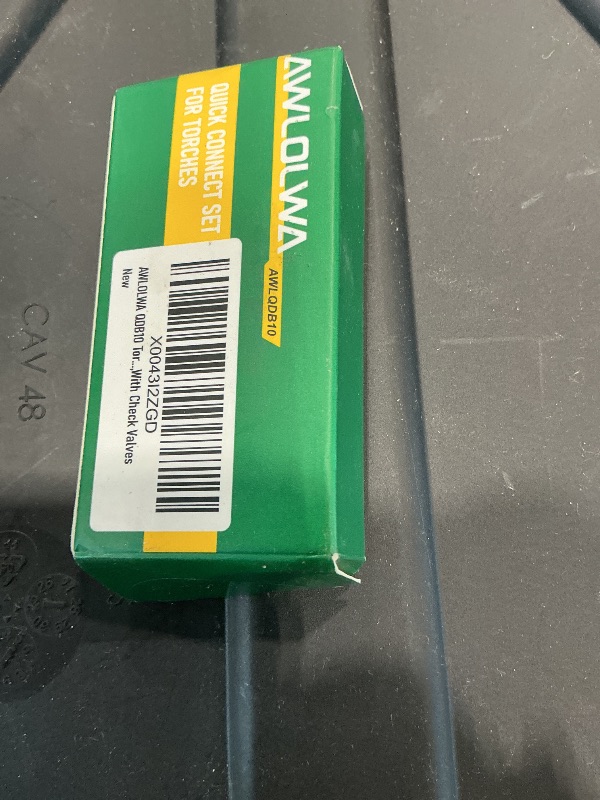 AWLOLWA
AWLQDB10
QUICK CONNECT SET
FOR TORCHES
X0043I2ZGD
AWLOLWA QDB10 Tor...,With Check Valves
New
CAV 48